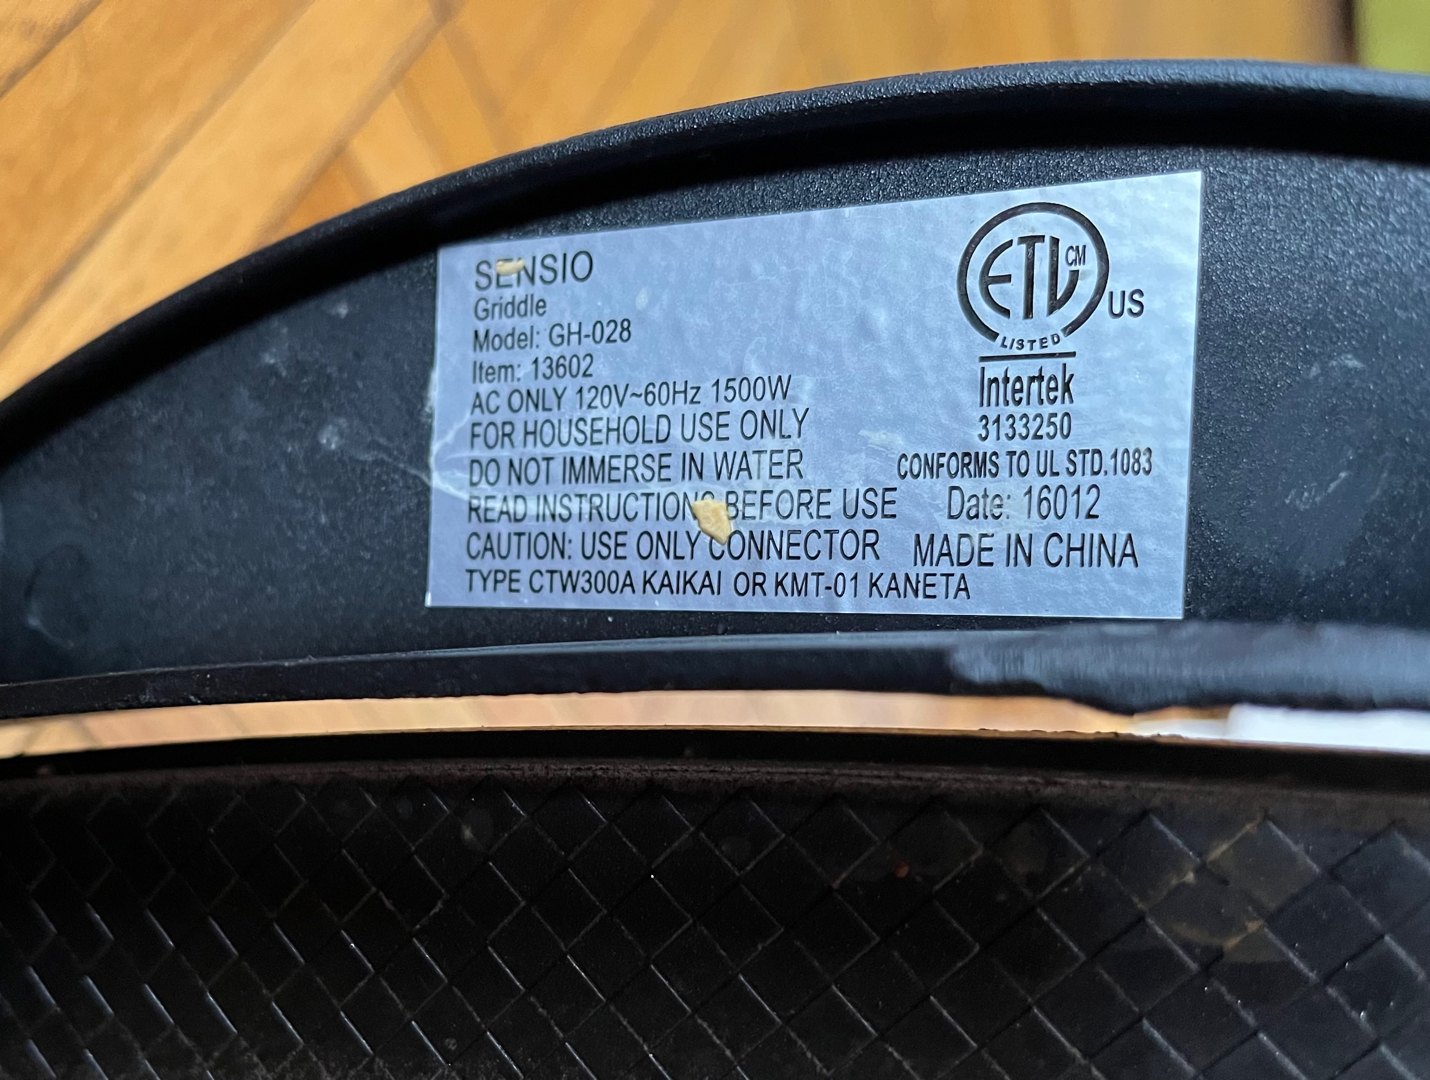 SENSIO
Griddle
Model: GH-028
Item: 13602
AC ONLY 120V~60Hz 1500W
FOR HOUSEHOLD USE ONLY
DO NOT IMMERSE IN WATER
READ INSTRUCTIONS BEFORE USE
CAUTION: USE ONLY CONNECTOR
TYPE CTW300A KAIKAI OR KMT-01 KANETA
ETL CM
US
LISTED
Intertek
3133250
CONFORMS TO UL STD.1083
Date: 16012
MADE IN CHINA